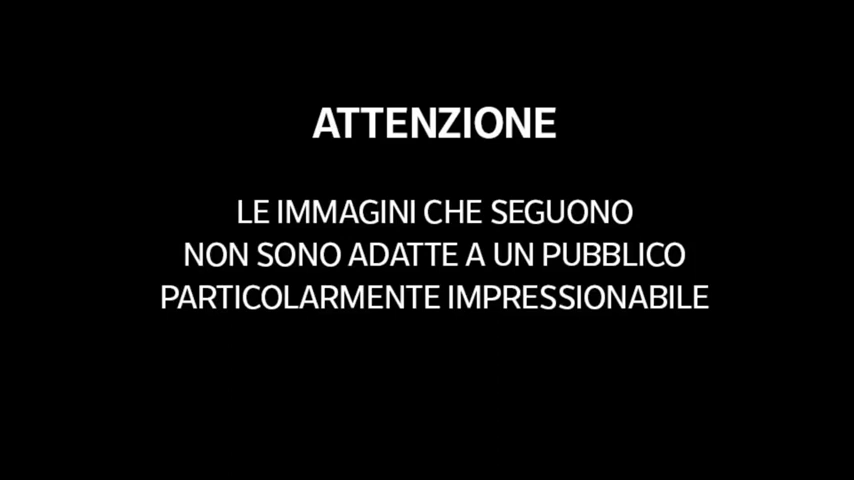 ATTENZIONE
LE IMMAGINI CHE SEGUONO
NON SONO ADATTE A UN PUBBLICO
PARTICOLARMENTE IMPRESSIONABILE